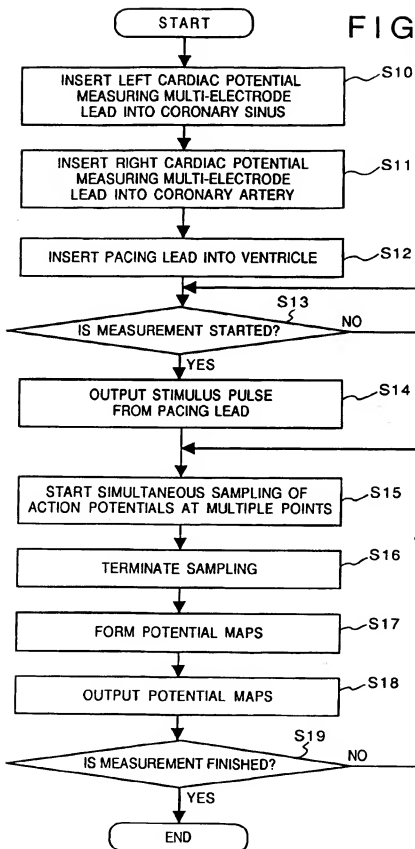 START
FIG
INSERT LEFT CARDIAC POTENTIAL
MEASURING MULTI-ELECTRODE
LEAD INTO CORONARY SINUS
S10
INSERT RIGHT CARDIAC POTENTIAL
MEASURING MULTI-ELECTRODE
LEAD INTO CORONARY ARTERY
S11
INSERT PACING LEAD INTO VENTRICLE
S12
S13
IS MEASUREMENT STARTED?
NO
YES
OUTPUT STIMULUS PULSE
FROM PACING LEAD
S14
START SIMULTANEOUS SAMPLING OF
ACTION POTENTIALS AT MULTIPLE POINTS
S15
TERMINATE SAMPLING
S16
FORM POTENTIAL MAPS
S17
OUTPUT POTENTIAL MAPS
S18
S19
IS MEASUREMENT FINISHED?
NO
YES
END